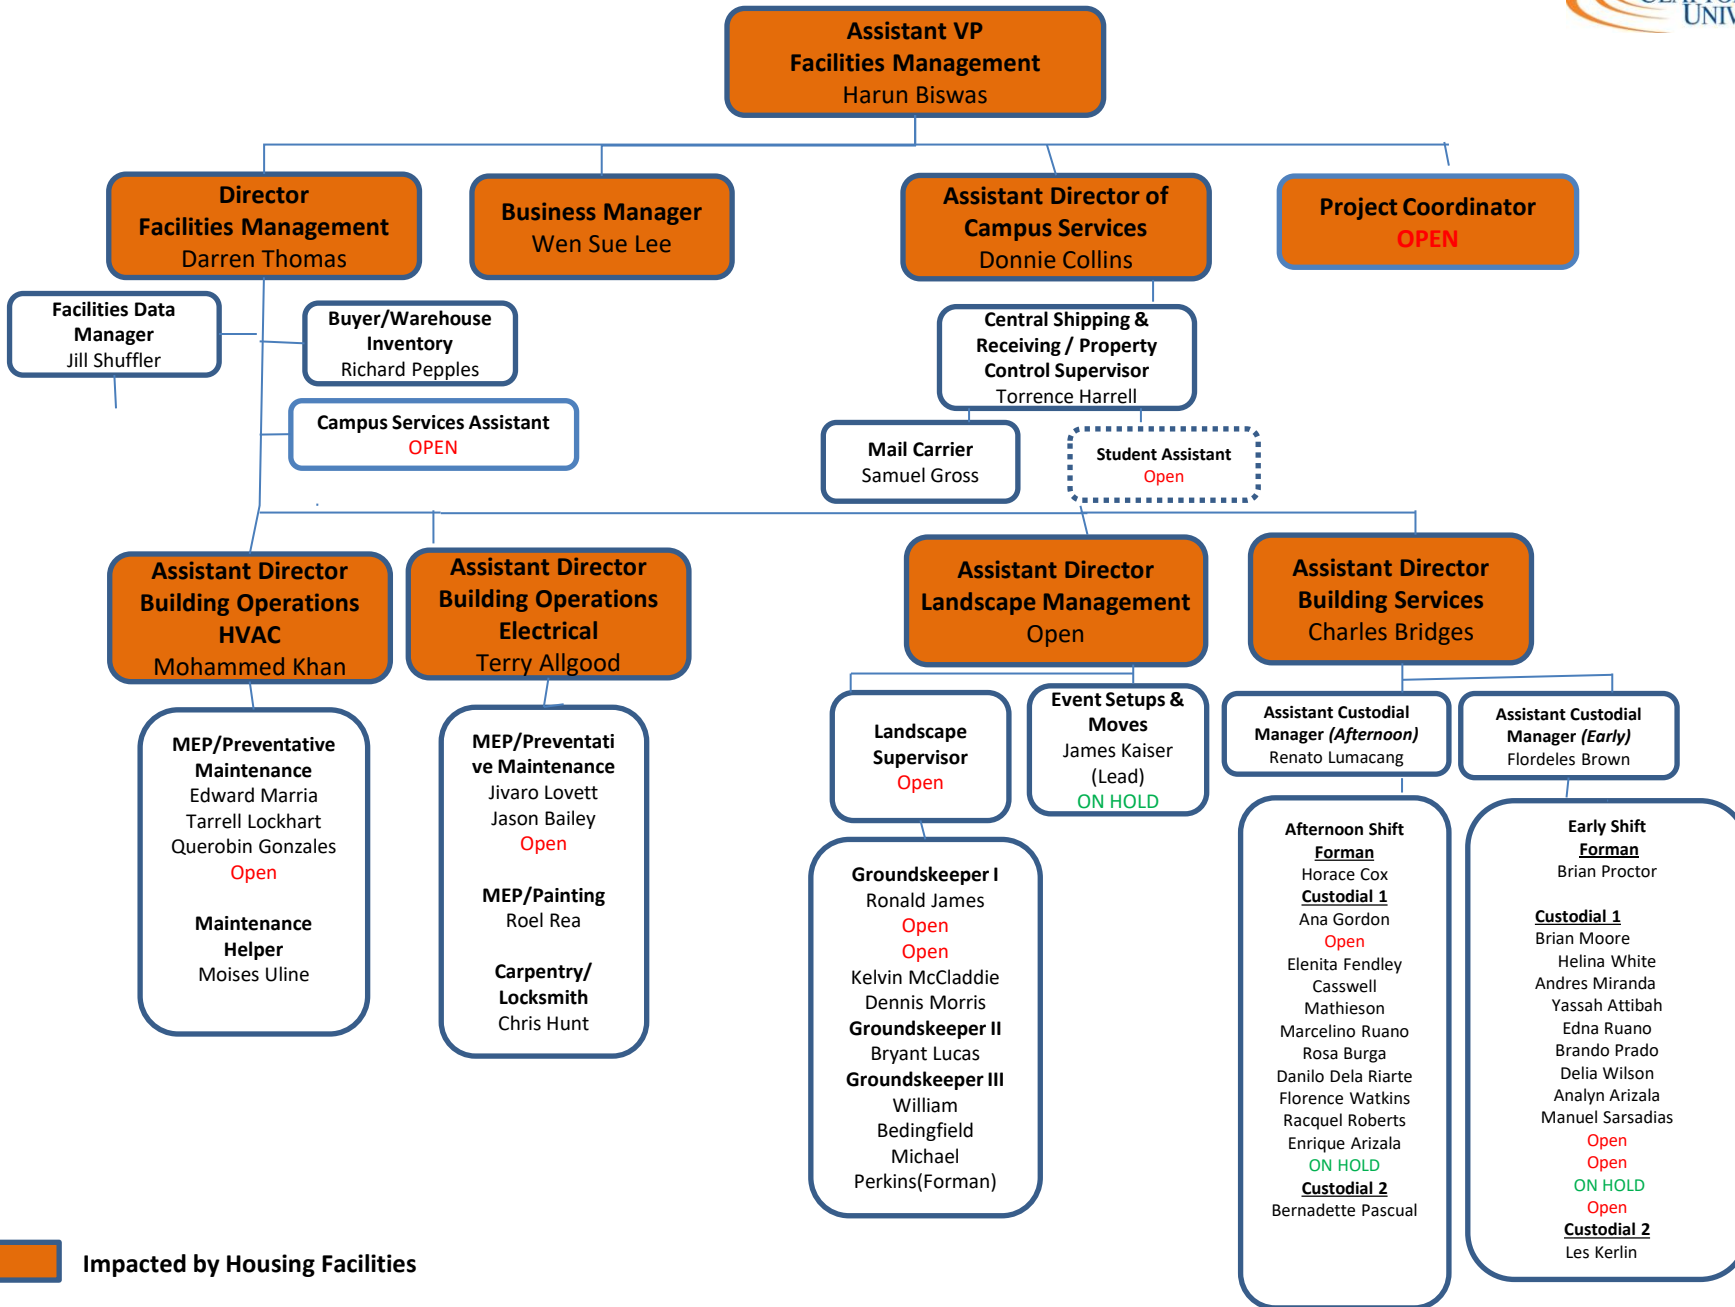 UNIV
Assistant VP
Facilities Management
Harun Biswas
Director
Facilities Management
Darren Thomas
Business Manager
Wen Sue Lee
Assistant Director of
Campus Services
Donnie Collins
Project Coordinator
OPEN
Facilities Data
Manager
Jill Shuffler
Buyer/Warehouse
Inventory
Richard Pepples
Campus Services Assistant
OPEN
Central Shipping &
Receiving / Property
Control Supervisor
Torrence Harrell
Mail Carrier
Samuel Gross
Student Assistant
Open
Assistant Director
Building Operations
HVAC
Mohammed Khan
Assistant Director
Building Operations
Electrical
Terry Allgood
Assistant Director
Landscape Management
Open
Assistant Director
Building Services
Charles Bridges
MEP/Preventative
Maintenance
Edward Marria
Tarrell Lockhart
Querobin Gonzales
Open
Maintenance
Helper
Moises Uline
MEP/Preventati
ve Maintenance
Jivaro Lovett
Jason Bailey
Open
MEP/Painting
Roel Rea
Carpentry/
Locksmith
Chris Hunt
Landscape
Supervisor
Open
Event Setups &
Moves
James Kaiser
(Lead)
ON HOLD
Groundskeeper I
Ronald James
Open
Open
Kelvin McCladdie
Dennis Morris
Groundskeeper II
Bryant Lucas
Groundskeeper III
William
Bedingfield
Michael
Perkins(Forman)
Assistant Custodial
Manager (Afternoon)
Renato Lumacang
Assistant Custodial
Manager (Early)
Flordeles Brown
Afternoon Shift
Forman
Horace Cox
Custodial 1
Ana Gordon
Open
Elenita Fendley
Casswell
Mathieson
Marcelino Ruano
Rosa Burga
Danilo Dela Riarte
Florence Watkins
Racquel Roberts
Enrique Arizala
ON HOLD
Custodial 2
Bernadette Pascual
Early Shift
Forman
Brian Proctor
Custodial 1
Brian Moore
Helina White
Andres Miranda
Yassah Attibah
Edna Ruano
Brando Prado
Delia Wilson
Analyn Arizala
Manuel Sarsadias
Open
Open
ON HOLD
Open
Custodial 2
Les Kerlin
Impacted by Housing Facilities